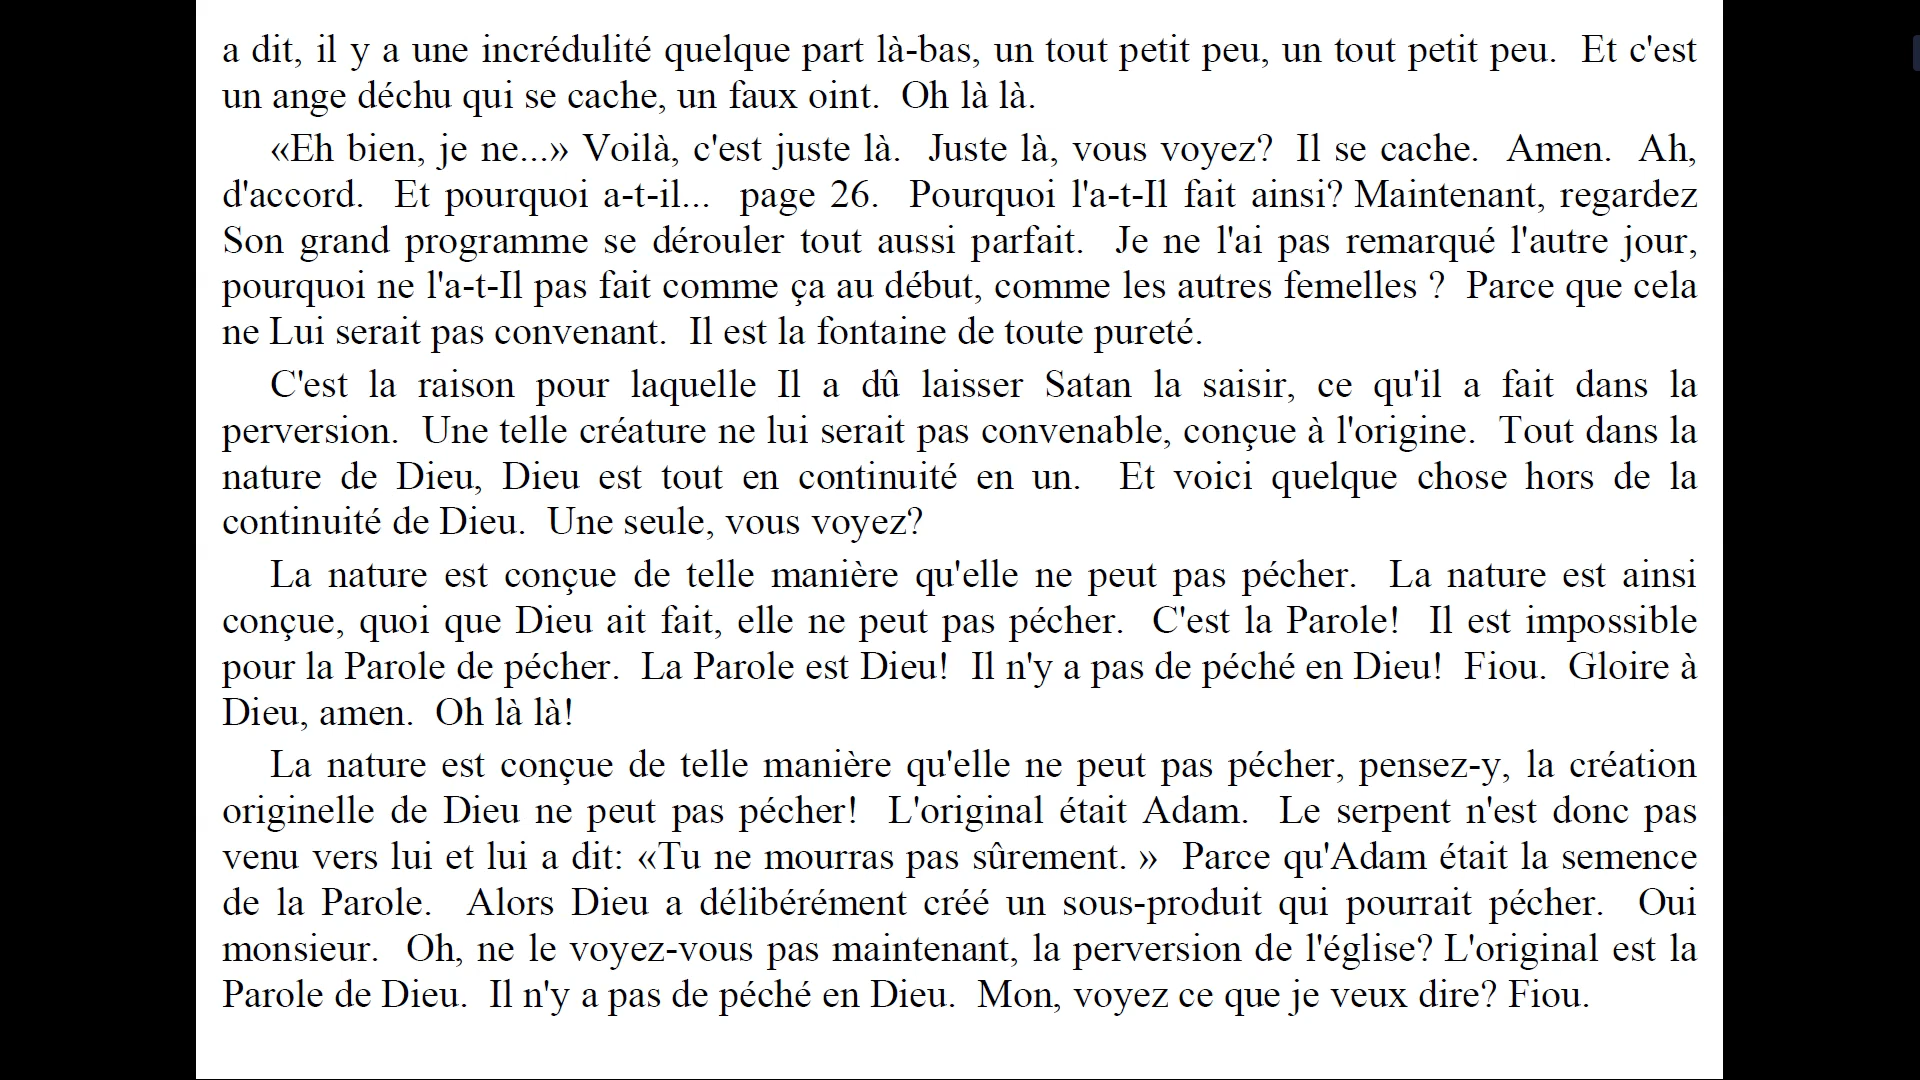 a dit, il y a une incrédulité quelque part là-bas, un tout petit peu, un tout petit peu.  Et c'est
un ange déchu qui se cache, un faux oint.  Oh là là.
«Eh bien, je ne...» Voilà, c'est juste là.  Juste là, vous voyez?  Il se cache.  Amen.  Ah,
d'accord.  Et pourquoi a-t-il...  page 26.  Pourquoi l'a-t-Il fait ainsi? Maintenant, regardez
Son grand programme se dérouler tout aussi parfait.  Je ne l'ai pas remarqué l'autre jour,
pourquoi ne l'a-t-Il pas fait comme ça au début, comme les autres femelles ?  Parce que cela
ne Lui serait pas convenant.  Il est la fontaine de toute pureté.
C'est la raison pour laquelle Il a dû laisser Satan la saisir, ce qu'il a fait dans la
perversion.  Une telle créature ne lui serait pas convenable, conçue à l'origine.  Tout dans la
nature de Dieu, Dieu est tout en continuité en un.  Et voici quelque chose hors de la
continuité de Dieu.  Une seule, vous voyez?
La nature est conçue de telle manière qu'elle ne peut pas pécher.  La nature est ainsi
conçue, quoi que Dieu ait fait, elle ne peut pas pécher.  C'est la Parole!  Il est impossible
pour la Parole de pécher.  La Parole est Dieu!  Il n'y a pas de péché en Dieu!  Fiou.  Gloire à
Dieu, amen.  Oh là là!
La nature est conçue de telle manière qu'elle ne peut pas pécher, pensez-y, la création
originelle de Dieu ne peut pas pécher!  L'original était Adam.  Le serpent n'est donc pas
venu vers lui et lui a dit: «Tu ne mourras pas sûrement. »  Parce qu'Adam était la semence
de la Parole.  Alors Dieu a délibérément créé un sous-produit qui pourrait pécher.  Oui
monsieur.  Oh, ne le voyez-vous pas maintenant, la perversion de l'église? L'original est la
Parole de Dieu.  Il n'y a pas de péché en Dieu.  Mon, voyez ce que je veux dire? Fiou.